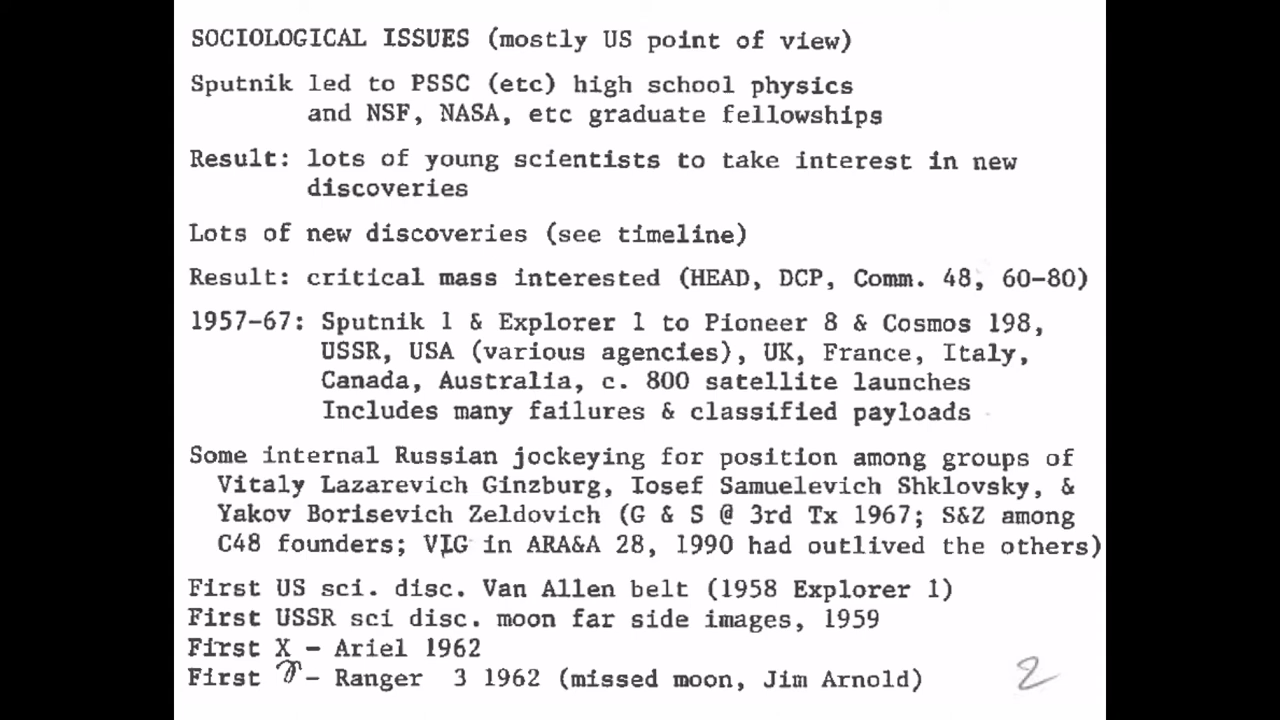 SOCIOLOGICAL ISSUES (mostly US point of view)
Sputnik led to PSSC (etc) high school physics
and NSF, NASA, etc graduate fellowships
Result: lots of young scientists to take interest in new
discoveries
Lots of new discoveries (see timeline)
Result: critical mass interested (HEAD, DCP, Comm. 48, 60-80)
1957-67: Sputnik 1 & Explorer 1 to Pioneer 8 & Cosmos 198,
USSR, USA (various agencies), UK, France, Italy,
Canada, Australia, c. 800 satellite launches
Includes many failures & classified payloads
Some internal Russian jockeying for position among groups of
Vitaly Lazarevich Ginzburg, Iosef Samuelevich Shklovsky, &
Yakov Borisevich Zeldovich (G & S @ 3rd Tx 1967; S&Z among
C48 founders; VIG in ARA&A 28, 1990 had outlived the others)
First US sci. disc. Van Allen belt (1958 Explorer 1)
First USSR sci disc. moon far side images, 1959
First X - Ariel 1962
First γ - Ranger 3 1962 (missed moon, Jim Arnold)
2